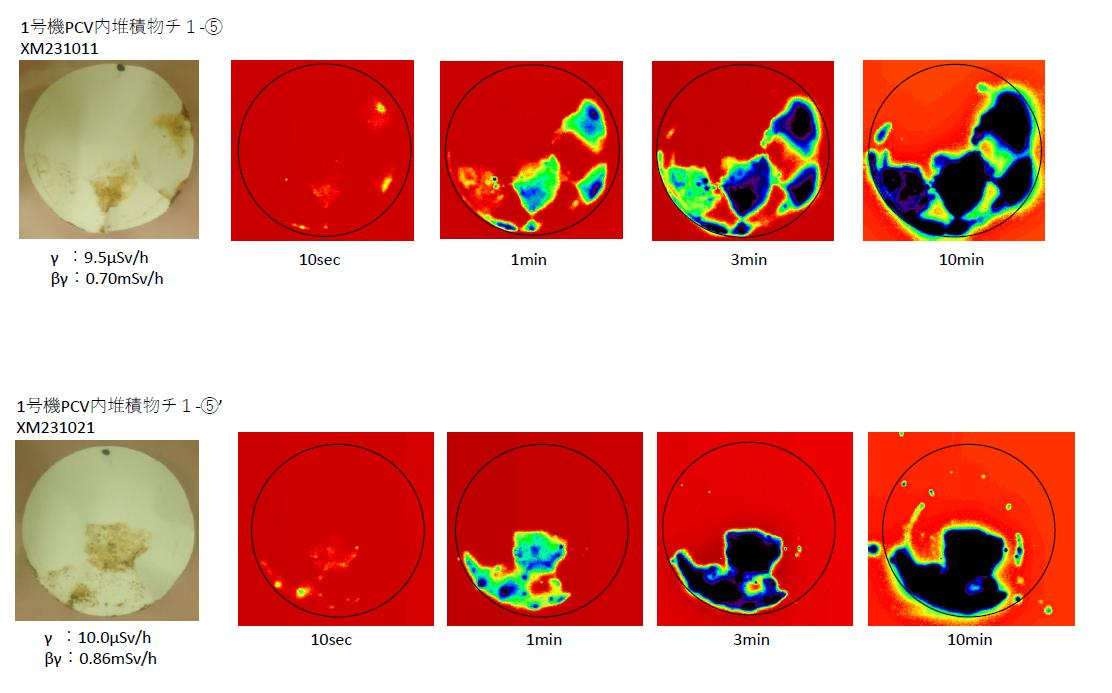 1号機PCV内堆積物チ１-⑤
XM231011
10sec
1min
3min
10min
γ ：9.5μSv/h
βγ：0.70mSv/h
1号機PCV内堆積物チ１-⑤’
XM231021
10sec
1min
3min
10min
γ ：10.0μSv/h
βγ：0.86mSv/h